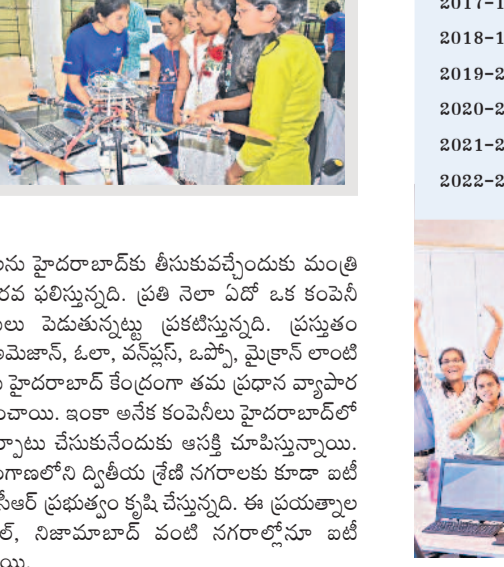 లను హైదరాబాద్‌కు తీసుకువచ్చేందుకు మంత్రి
రవ ఫలిస్తున్నది. ప్రతి నెలా ఏదో ఒక కంపెనీ
లు పెడుతున్నట్టు ప్రకటిస్తున్నది. ప్రస్తుతం
అమెజాన్, ఓలా, వన్‌ప్లస్, ఒప్పో, మైక్రాన్ లాంటి
హైదరాబాద్ కేంద్రంగా తమ ప్రధాన వ్యాపార
చాయి. ఇంకా అనేక కంపెనీలు హైదరాబాద్‌లో
ర్పాటు చేసుకునేందుకు ఆసక్తి చూపిస్తున్నాయి.
ంగాణలోని ద్వితీయ శ్రేణి నగరాలకు కూడా ఐటీ
సీఆర్ ప్రభుత్వం కృషి చేస్తున్నది. ఈ ప్రయత్నాల
ల్, నిజామాబాద్ వంటి నగరాల్లోనూ ఐటీ
2017-1
2018-1
2019-2
2020-2
2021-2
2022-2